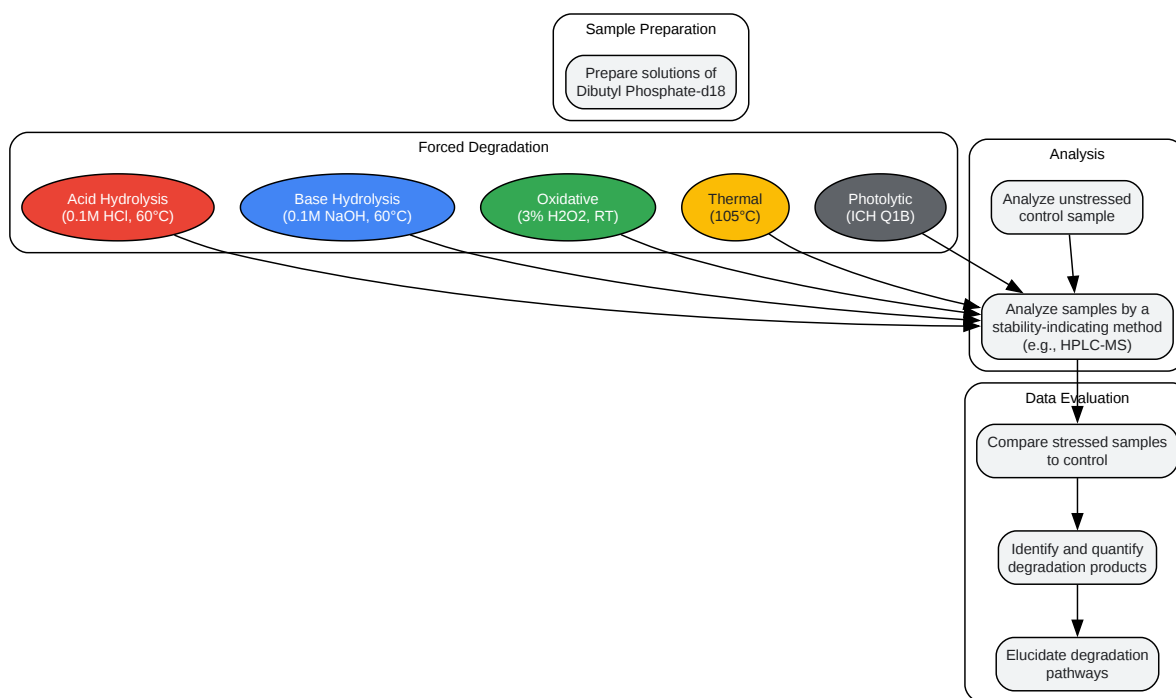 Sample Preparation
Prepare solutions of
Dibutyl Phosphate-d18
Forced Degradation
Acid Hydrolysis
(0.1M HCl, 60°C)
Base Hydrolysis
(0.1M NaOH, 60°C)
Oxidative
(3% H2O2, RT)
Thermal
(105°C)
Photolytic
(ICH Q1B)
Analysis
Analyze unstressed
control sample
Analyze samples by a
stability-indicating method
(e.g., HPLC-MS)
Data Evaluation
Compare stressed samples
to control
Identify and quantify
degradation products
Elucidate degradation
pathways